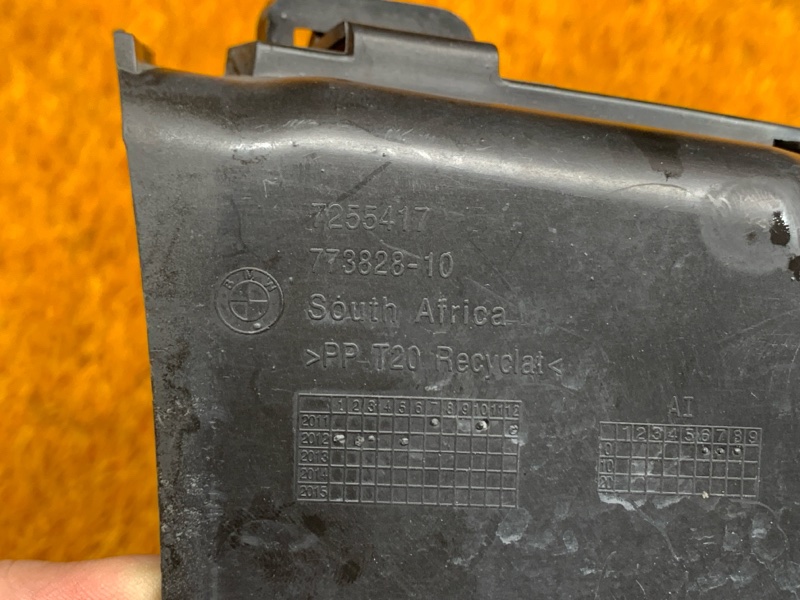 7255417
773828-10
BMW
South Africa
>PP-T20 Recyclat<
1 2 3 4 5 6 7 8 9 10 11 12
2011
2012
2013
2014
2015
AI
1 2 3 4 5 6 7 8 9
0
10
20